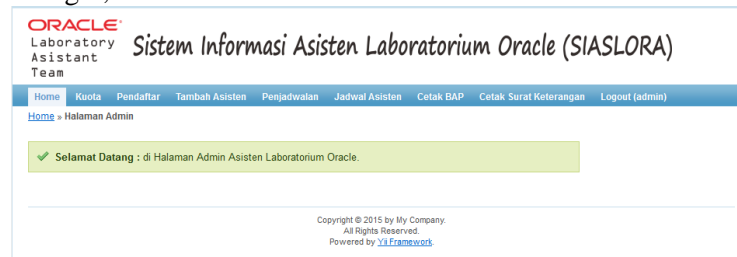 ORACLE
Laboratory
Assistant
Team
Sistem Informasi Asisten Laboratorium Oracle (SIASLORA)
Home Kuota Pendaftar Tambah Asisten Penjadwalan Jadwal Asisten Cetak BAP Cetak Surat Keterangan Logout (admin)
Home » Halaman Admin
Selamat Datang : di Halaman Admin Asisten Laboratorium Oracle.
Copyright © 2015 by My Company.
All Rights Reserved.
Powered by Yii Framework.